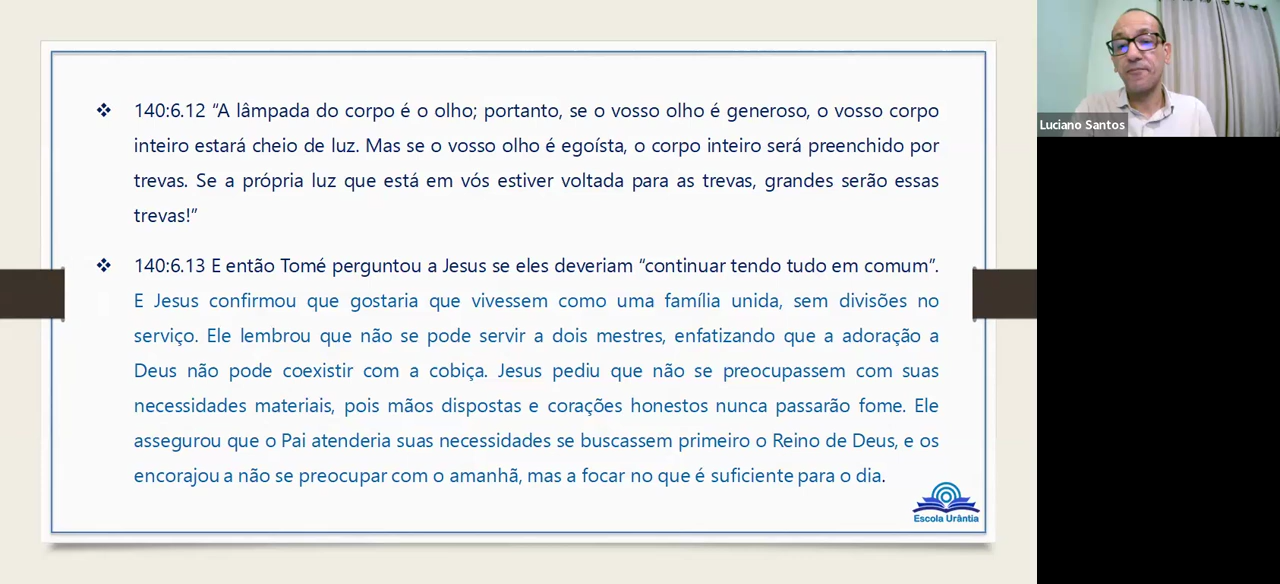 ❖ 140:6.12 “A lâmpada do corpo é o olho; portanto, se o vosso olho é generoso, o vosso corpo
inteiro estará cheio de luz. Mas se o vosso olho é egoísta, o corpo inteiro será preenchido por
trevas. Se a própria luz que está em vós estiver voltada para as trevas, grandes serão essas
trevas!”
❖ 140:6.13 E então Tomé perguntou a Jesus se eles deveriam “continuar tendo tudo em comum”.
E Jesus confirmou que gostaria que vivessem como uma família unida, sem divisões no
serviço. Ele lembrou que não se pode servir a dois mestres, enfatizando que a adoração a
Deus não pode coexistir com a cobiça. Jesus pediu que não se preocupassem com suas
necessidades materiais, pois mãos dispostas e corações honestos nunca passarão fome. Ele
assegurou que o Pai atenderia suas necessidades se buscassem primeiro o Reino de Deus, e os
encorajou a não se preocupar com o amanhã, mas a focar no que é suficiente para o dia.
Escola Urântia
Luciano Santos